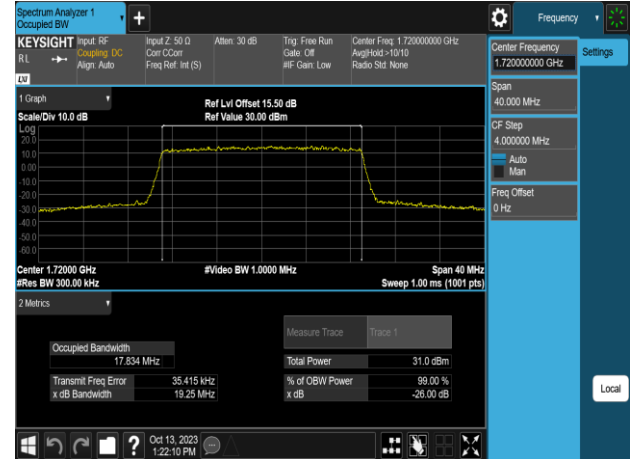 Spectrum Analyzer 1
Occupied BW
+
Frequency
KEYSIGHT Input: RF Input Z: 50 Ω Atten: 30 dB Trig: Free Run Center Freq: 1.720000000 GHz
RL Coupling: DC Corr CCorr Gate: Off Avg|Hold:>10/10
Align: Auto Freq Ref: Int (S) #IF Gain: Low Radio Std: None
LXI
Center Frequency
1.720000000 GHz
Settings
Span
40.000 MHz
CF Step
4.000000 MHz
Auto
Man
Freq Offset
0 Hz
Local
1 Graph
Ref Lvl Offset 15.50 dB
Scale/Div 10.0 dB Ref Value 30.00 dBm
Log
20.0
10.0
0.00
-10.0
-20.0
-30.0
-40.0
-50.0
-60.0
Center 1.72000 GHz #Video BW 1.0000 MHz Span 40 MHz
#Res BW 300.00 kHz Sweep 1.00 ms (1001 pts)
2 Metrics
Measure Trace Trace 1
Occupied Bandwidth
17.834 MHz Total Power 31.0 dBm
Transmit Freq Error 35.415 kHz % of OBW Power 99.00 %
x dB Bandwidth 19.25 MHz x dB -26.00 dB
? Oct 13, 2023
1:22:10 PM